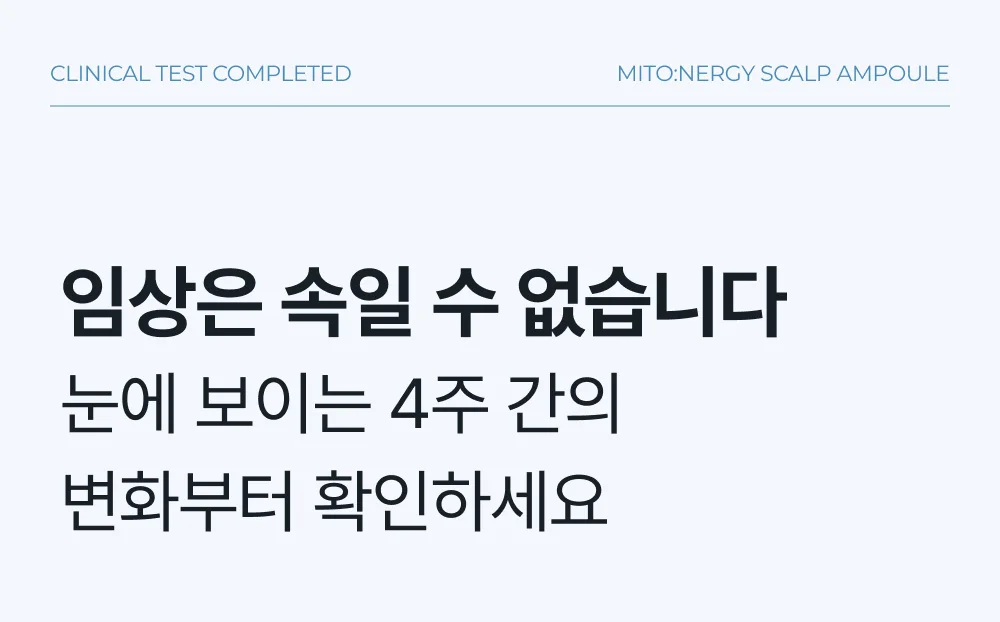 CLINICAL TEST COMPLETED
MITO:NERGY SCALP AMPOULE
임상은 속일 수 없습니다
눈에 보이는 4주 간의
변화부터 확인하세요